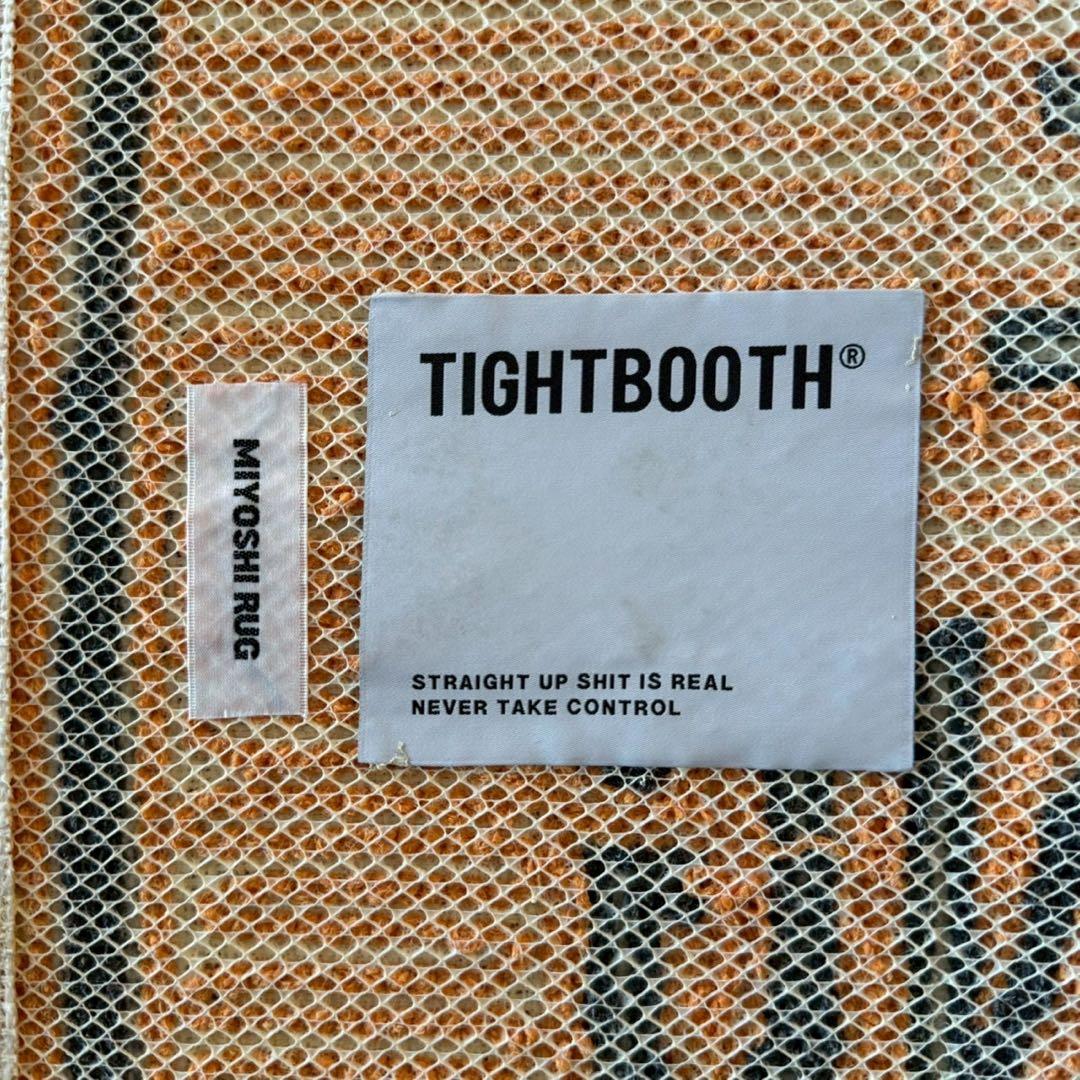 TIGHTBOOTH®
MIYOSHI RUG
STRAIGHT UP SHIT IS REAL
NEVER TAKE CONTROL